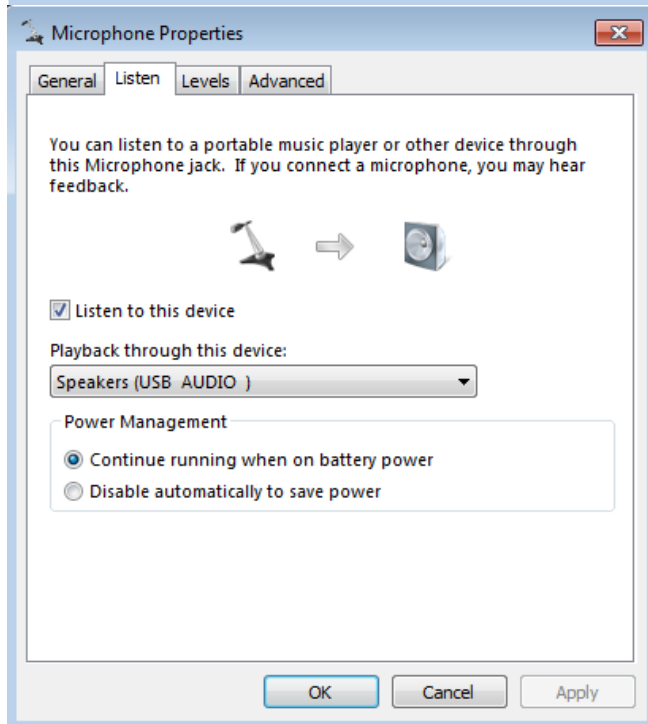 Microphone Properties
General Listen Levels Advanced
You can listen to a portable music player or other device through
this Microphone jack. If you connect a microphone, you may hear
feedback.
Listen to this device
Playback through this device:
Speakers (USB AUDIO )
Power Management
Continue running when on battery power
Disable automatically to save power
OK Cancel Apply